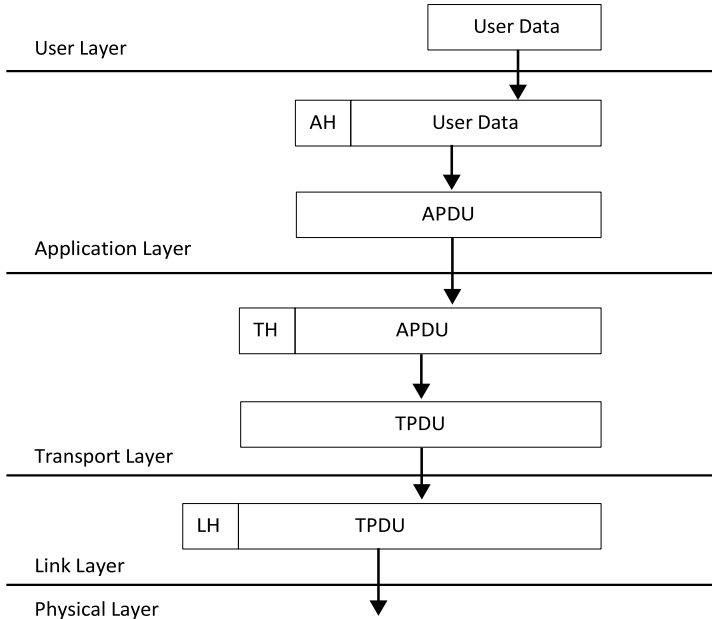 User Data
User Layer
AH User Data
APDU
Application Layer
TH APDU
TPDU
Transport Layer
LH TPDU
Link Layer
Physical Layer